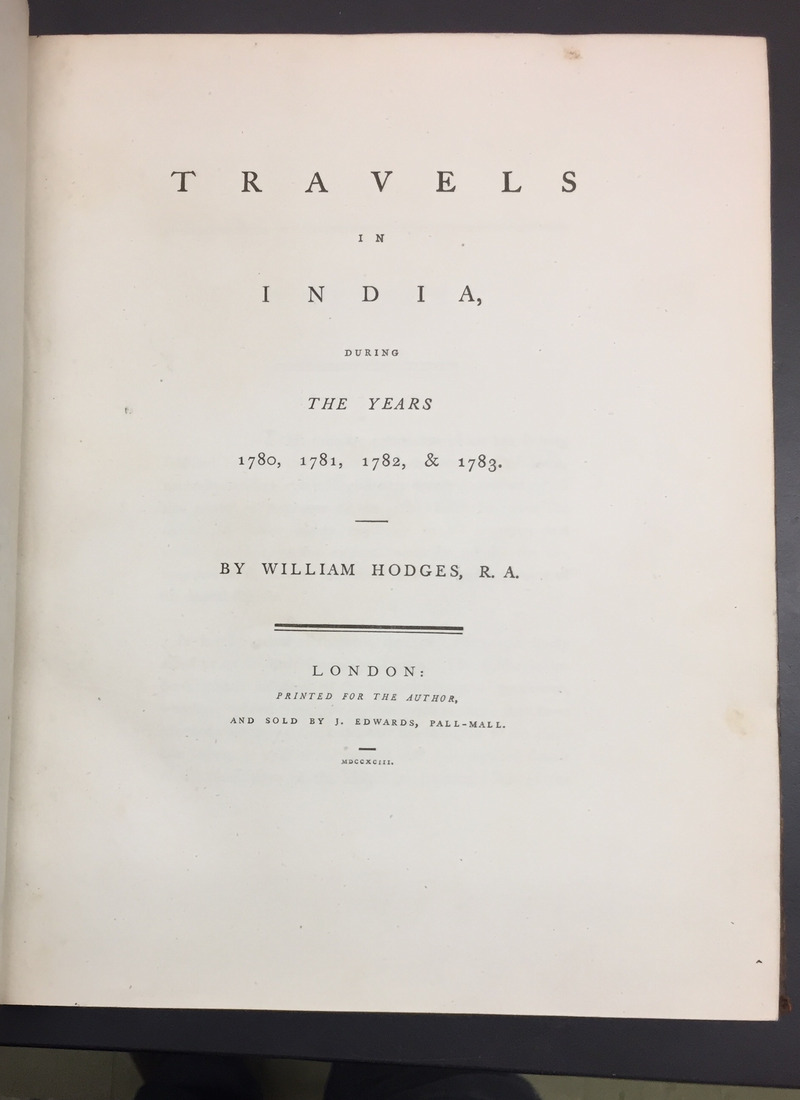 TRAVELS
IN
INDIA,
DURING
THE YEARS
1780, 1781, 1782, & 1783.
BY WILLIAM HODGES, R. A.
LONDON:
PRINTED FOR THE AUTHOR,
AND SOLD BY J. EDWARDS, PALL-MALL.
MDCCXCIII.